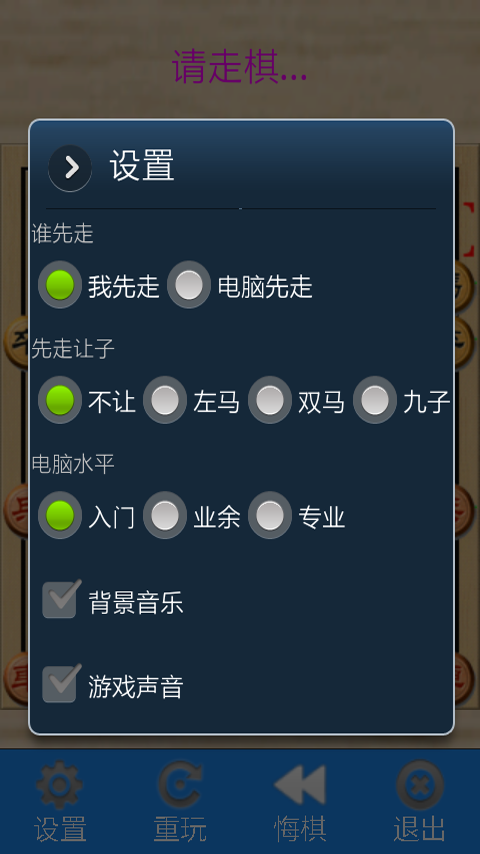 请走棋...
设置
谁先走
我先走 电脑先走
先走让子
不让 左马 双马 九子
电脑水平
入门 业余 专业
背景音乐
游戏声音
设置 重玩 悔棋 退出